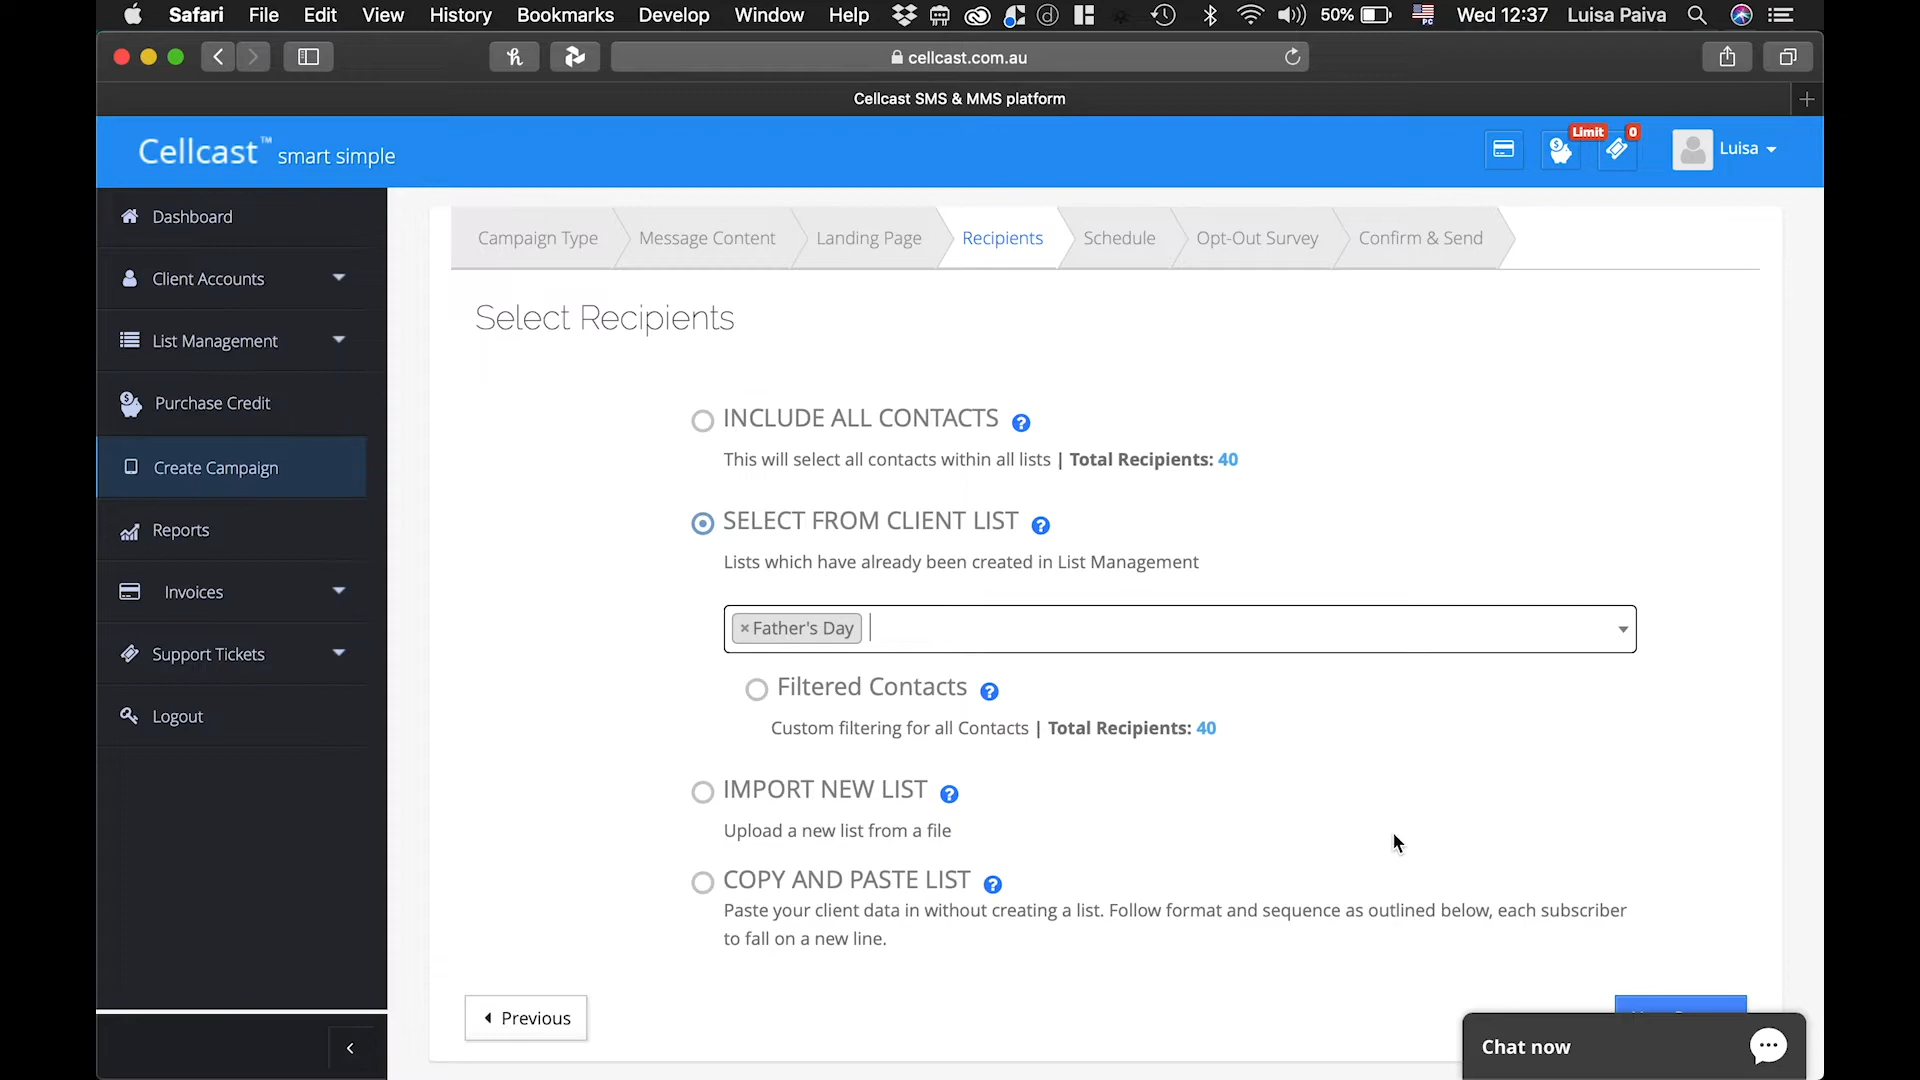 Safari File Edit View History Bookmarks Develop Window Help 50% Wed 12:37 Luisa Paiva
cellcast.com.au
Cellcast SMS & MMS platform
Cellcast™ smart simple
Limit 0
Luisa
Dashboard
Client Accounts
List Management
Purchase Credit
Create Campaign
Reports
Invoices
Support Tickets
Logout
Campaign Type Message Content Landing Page Recipients Schedule Opt-Out Survey Confirm & Send
Select Recipients
INCLUDE ALL CONTACTS ?
This will select all contacts within all lists | Total Recipients: 40
SELECT FROM CLIENT LIST ?
Lists which have already been created in List Management
×Father's Day
Filtered Contacts ?
Custom filtering for all Contacts | Total Recipients: 40
IMPORT NEW LIST ?
Upload a new list from a file
COPY AND PASTE LIST ?
Paste your client data in without creating a list. Follow format and sequence as outlined below, each subscriber
to fall on a new line.
Previous
Chat now